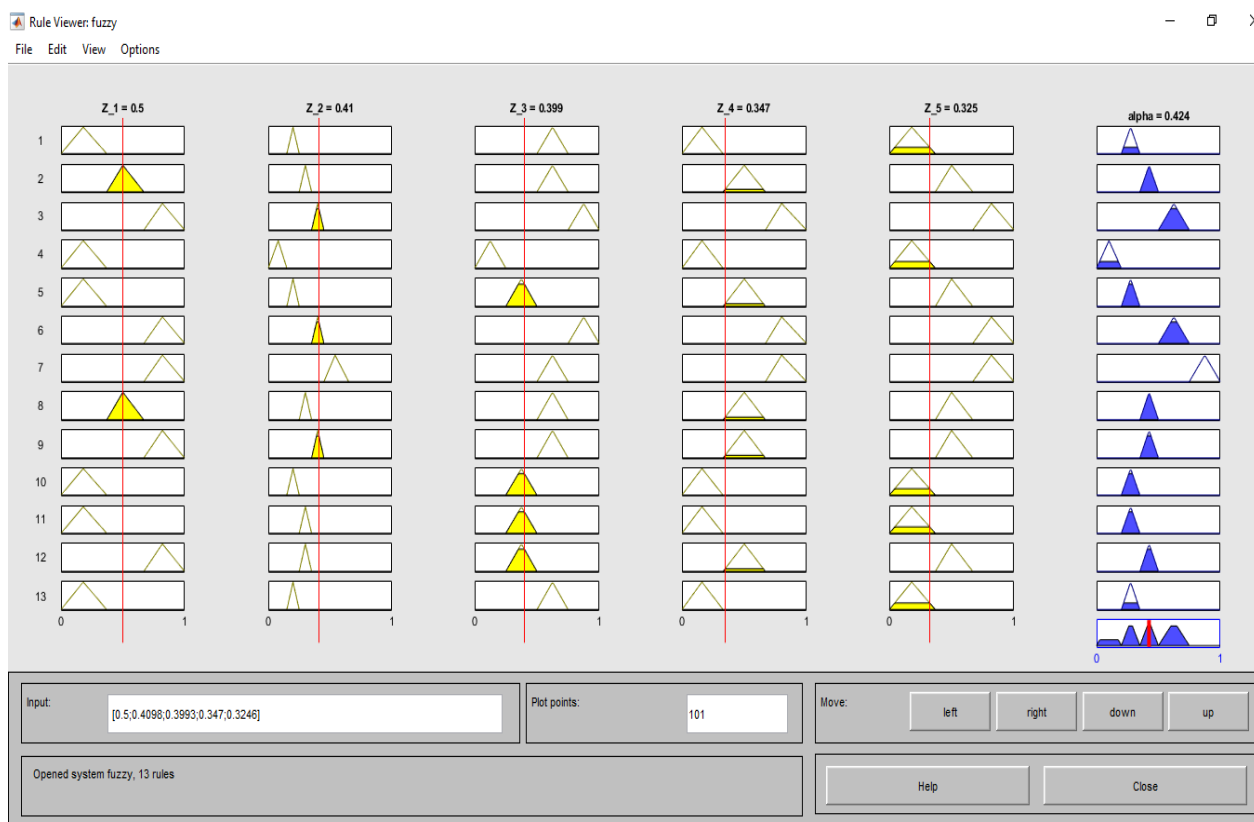 Rule Viewer: fuzzy
File Edit View Options
Z_1 = 0.5 Z_2 = 0.41 Z_3 = 0.399 Z_4 = 0.347 Z_5 = 0.325 alpha = 0.424
1
2
3
4
5
6
7
8
9
10
11
12
13
0 1 0 1 0 1 0 1 0 1
0 1
Input: [0.5;0.4098;0.3993;0.347;0.3246] Plot points: 101 Move: left right down up
Opened system fuzzy, 13 rules
Help Close